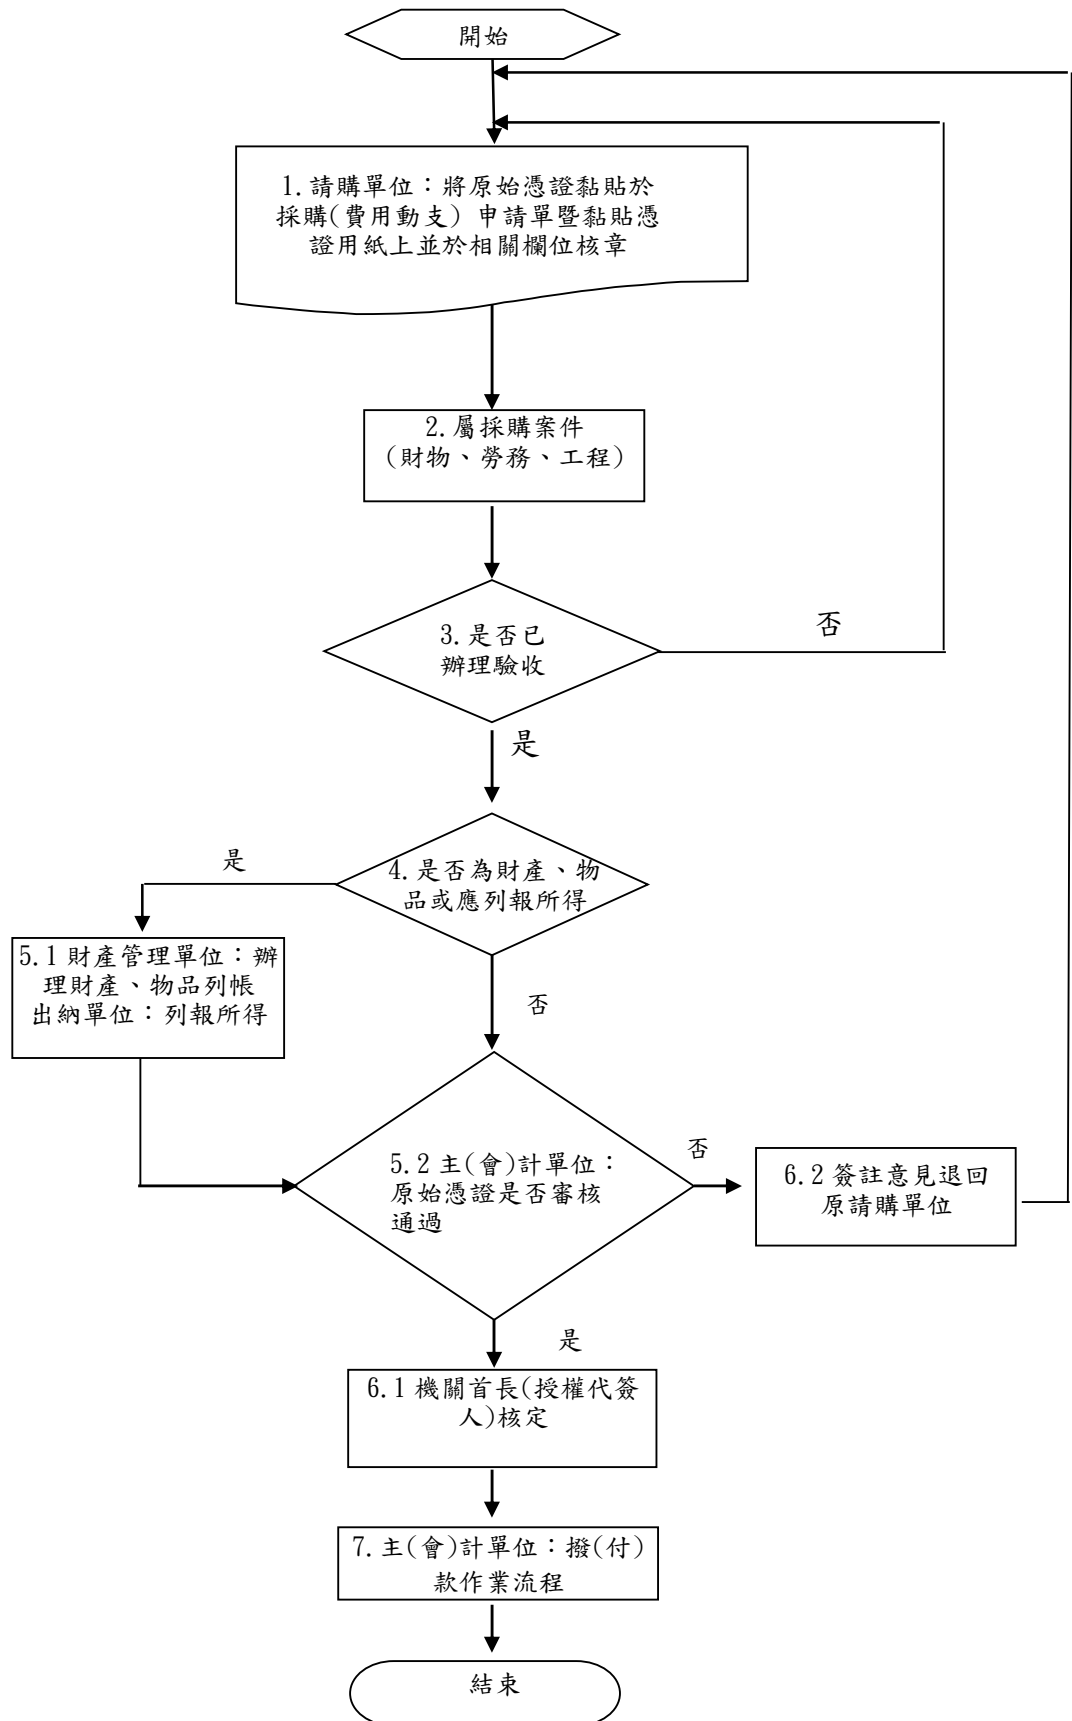 開始
1.請購單位：將原始憑證黏貼於
採購(費用動支) 申請單暨黏貼憑
證用紙上並於相關欄位核章
2.屬採購案件
(財物、勞務、工程)
3.是否已
辦理驗收
否
是
4.是否為財產、物
品或應列報所得
是
5.1 財產管理單位：辦
理財產、物品列帳
出納單位：列報所得
否
5.2 主(會)計單位：
原始憑證是否審核
通過
否
6.2 簽註意見退回
原請購單位
是
6.1 機關首長(授權代簽
人)核定
7.主(會)計單位：撥(付)
款作業流程
結束